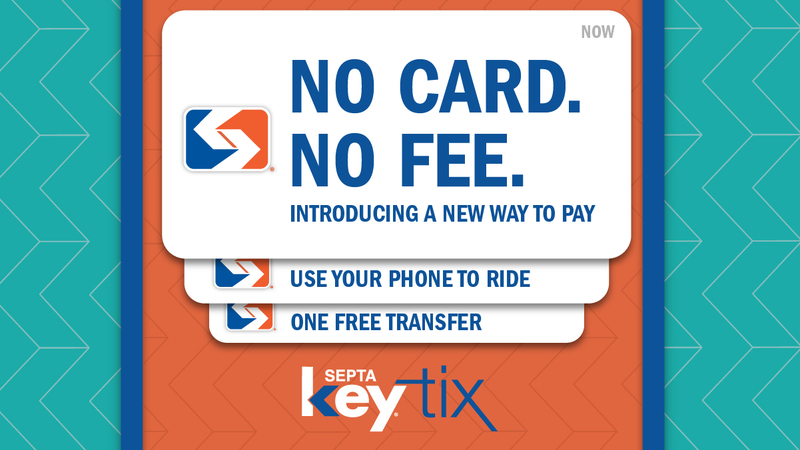 NOW
NO CARD.
NO FEE.
INTRODUCING A NEW WAY TO PAY
USE YOUR PHONE TO RIDE
ONE FREE TRANSFER
SEPTA
key tix